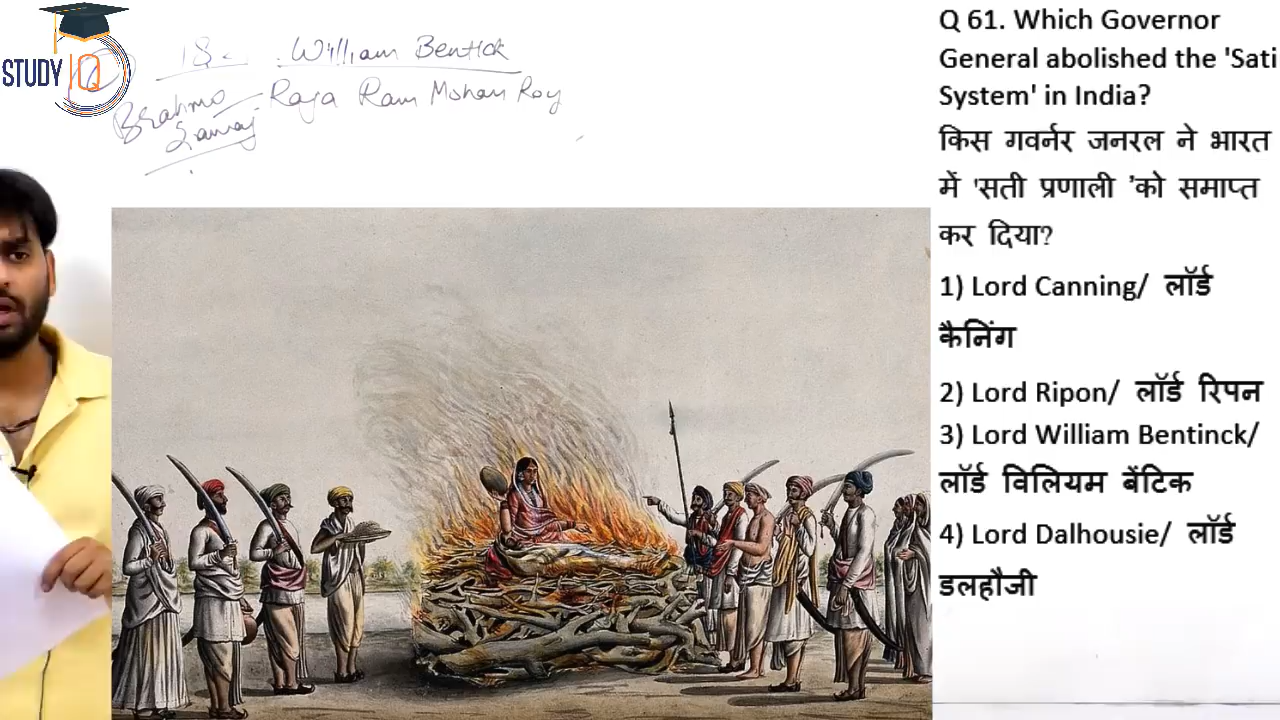 STUDY IQ
18 William Bentick
Brahmo Raja Ram Mohan Roy
Samaj
Q 61. Which Governor
General abolished the 'Sati
System' in India?
किस गवर्नर जनरल ने भारत
में 'सती प्रणाली 'को समाप्त
कर दिया?
1) Lord Canning/ लॉर्ड
कैनिंग
2) Lord Ripon/ लॉर्ड रिपन
3) Lord William Bentinck/
लॉर्ड विलियम बेंटिक
4) Lord Dalhousie/ लॉर्ड
डलहौजी